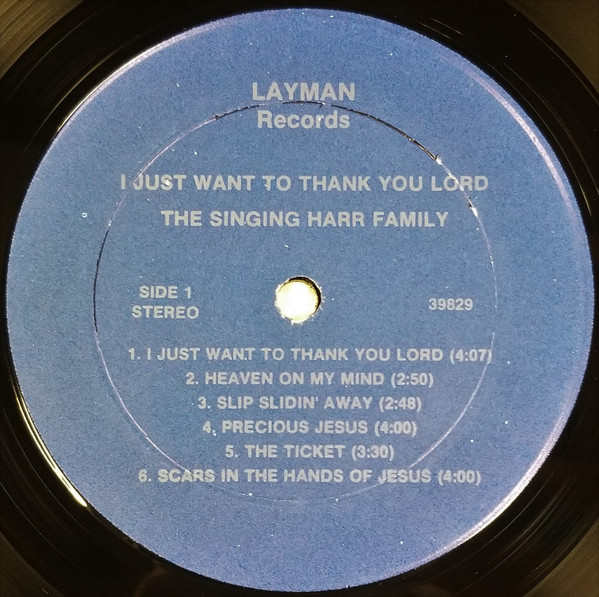 LAYMAN
Records
I JUST WANT TO THANK YOU LORD
THE SINGING HARR FAMILY
SIDE 1
STEREO
39829
1. I JUST WANT TO THANK YOU LORD (4:07)
2. HEAVEN ON MY MIND (2:50)
3. SLIP SLIDIN' AWAY (2:48)
4. PRECIOUS JESUS (4:00)
5. THE TICKET (3:30)
6. SCARS IN THE HANDS OF JESUS (4:00)